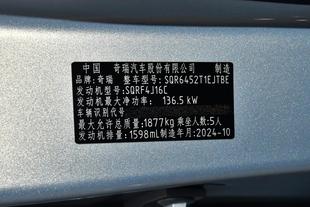 中国 奇瑞汽车股份有限公司 制造
品牌:奇瑞 整车型号:SQR6452T1EJTBE
发动机型号:SQRF4J16C
发动机最大净功率: 136.5 kW
车辆识别代号
最大允许总质量:1877kg 乘坐人数:5人
发动机排量:1598mL 制造年月:2024-10